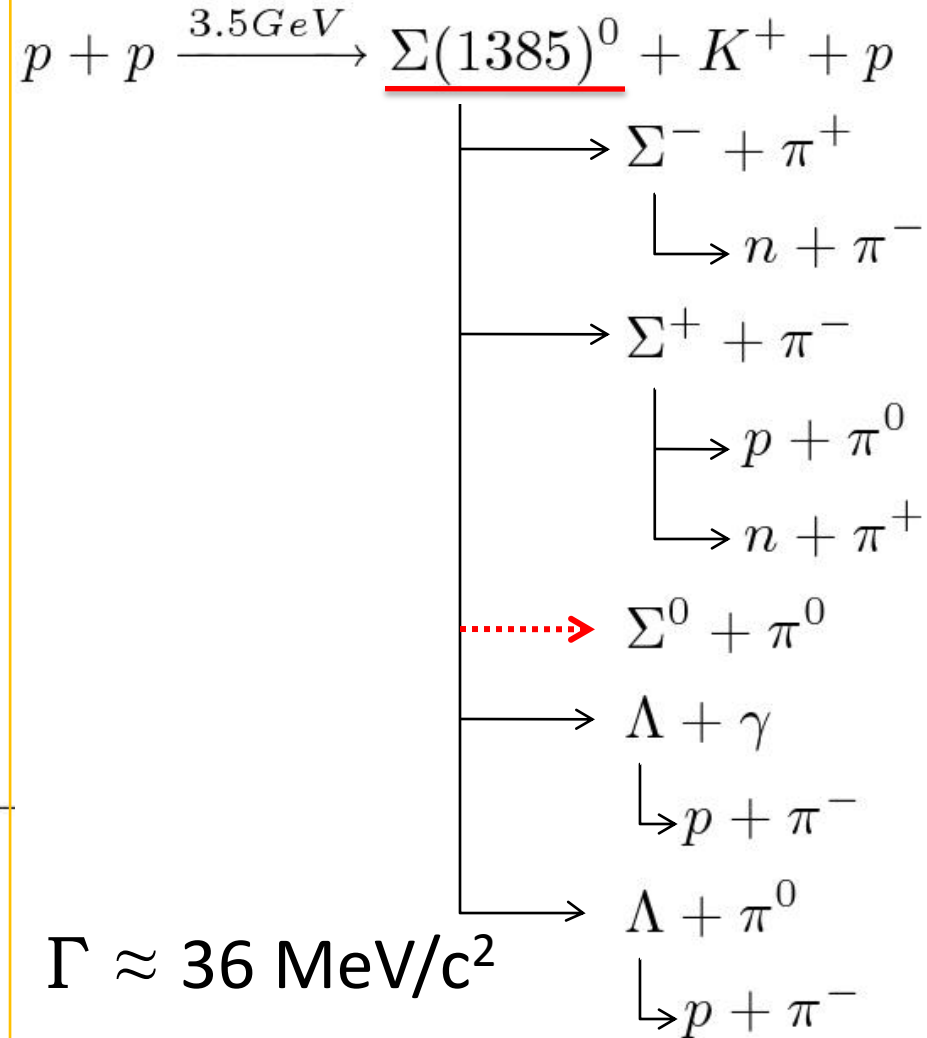 p + p 3.5GeV → Σ(1385)⁰ + K⁺ + p
Σ⁻ + π⁺
n + π⁻
Σ⁺ + π⁻
p + π⁰
n + π⁺
Σ⁰ + π⁰
Λ + γ
p + π⁻
Λ + π⁰
Γ ≈ 36 MeV/c²
p + π⁻